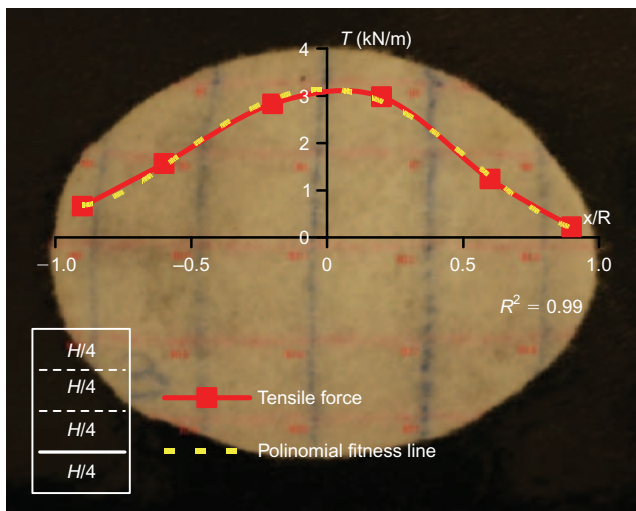 T (kN/m)
4
3
2
1
0
x/R
−1.0
−0.5
0
0.5
1.0
R² = 0.99
H/4
H/4
H/4
H/4
Tensile force
Polinomial fitness line